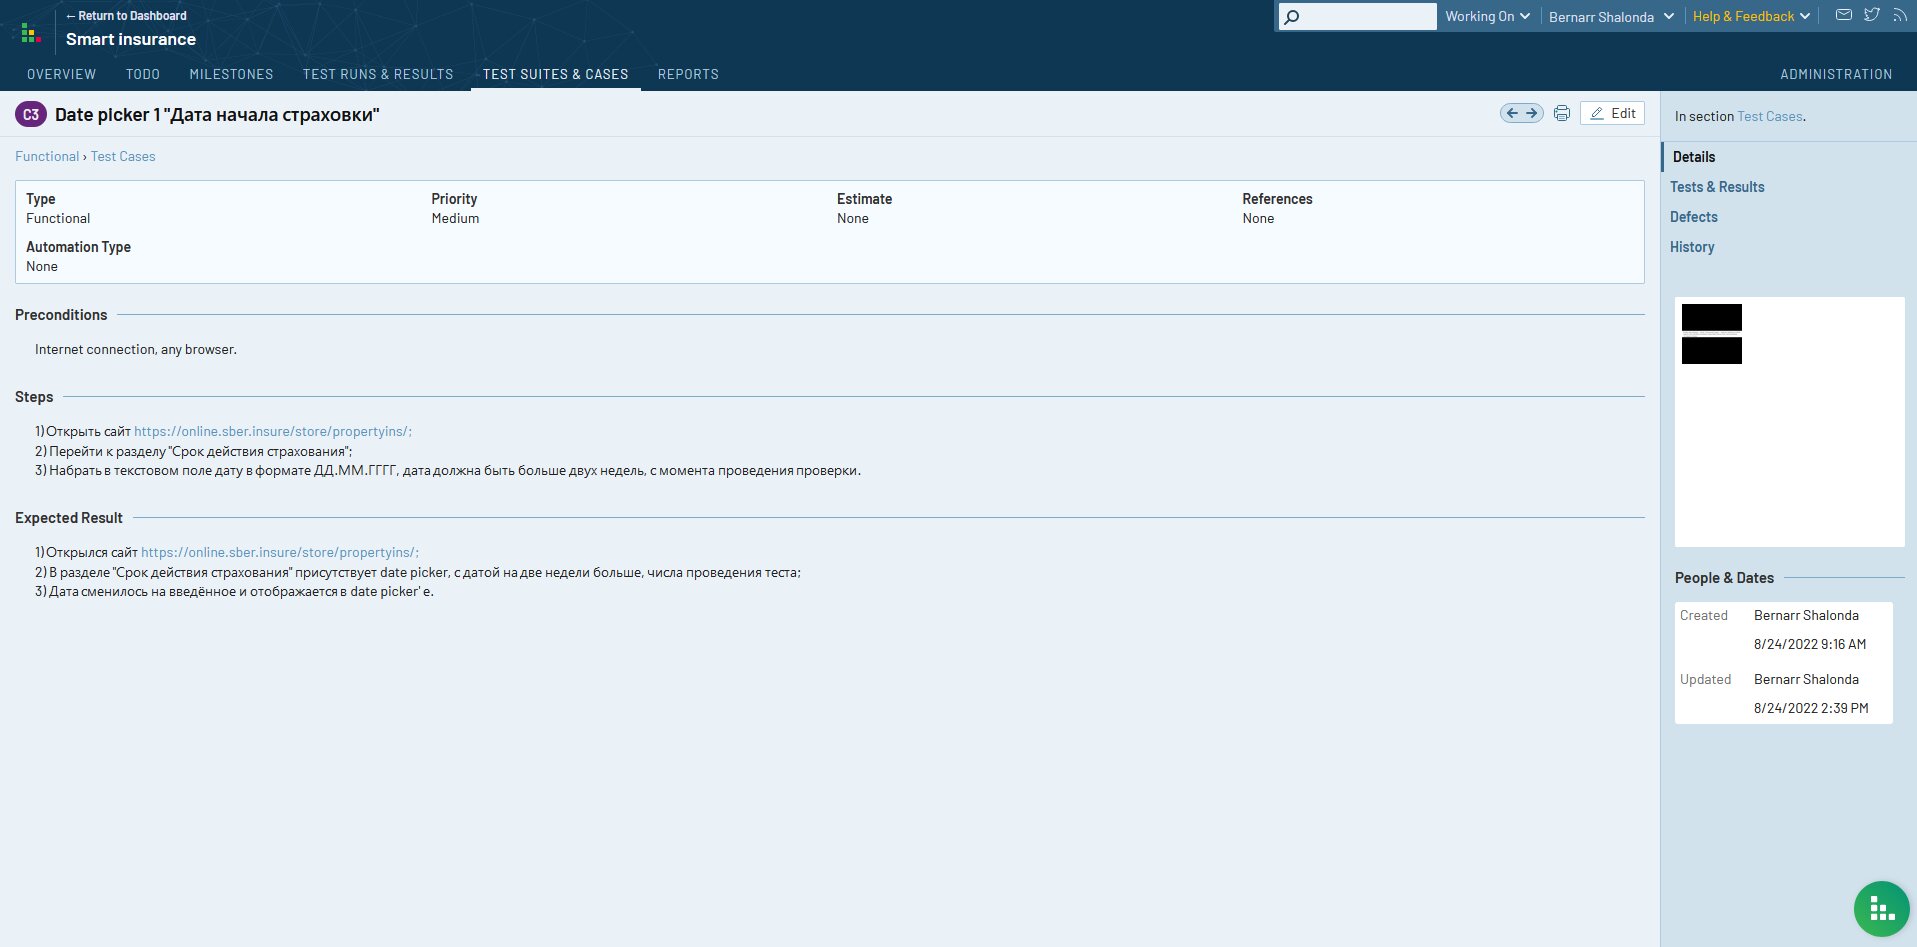 ← Return to Dashboard
Smart insurance
Working On
Bernarr Shalonda
Help & Feedback
OVERVIEW
TODO
MILESTONES
TEST RUNS & RESULTS
TEST SUITES & CASES
REPORTS
ADMINISTRATION
C3
Date picker 1 "Дата начала страховки"
Edit
Functional › Test Cases
Type
Functional
Priority
Medium
Estimate
None
References
None
Automation Type
None
Preconditions
Internet connection, any browser.
Steps
1) Открыть сайт https://online.sber.insure/store/propertyins/;
2) Перейти к разделу "Срок действия страхования";
3) Набрать в текстовом поле дату в формате ДД.ММ.ГГГГ, дата должна быть больше двух недель, с момента проведения проверки.
Expected Result
1) Открылся сайт https://online.sber.insure/store/propertyins/;
2) В разделе "Срок действия страхования" присутствует date picker, с датой на две недели больше, числа проведения теста;
3) Дата сменилось на введённое и отображается в date picker' е.
In section Test Cases.
Details
Tests & Results
Defects
History
People & Dates
Created
Bernarr Shalonda
8/24/2022 9:16 AM
Updated
Bernarr Shalonda
8/24/2022 2:39 PM